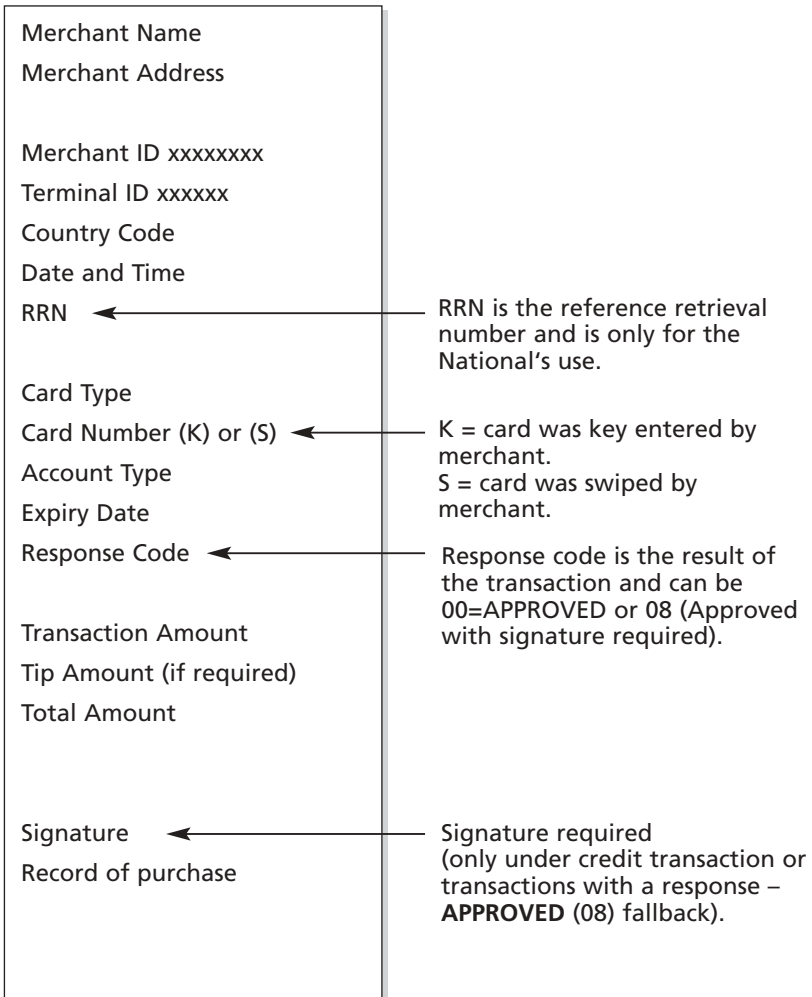 Merchant Name
Merchant Address
Merchant ID xxxxxxxx
Terminal ID xxxxxx
Country Code
Date and Time
RRN
RRN is the reference retrieval
number and is only for the
National‘s use.
Card Type
Card Number (K) or (S)
K = card was key entered by
merchant.
S = card was swiped by
merchant.
Account Type
Expiry Date
Response Code
Response code is the result of
the transaction and can be
00=APPROVED or 08 (Approved
with signature required).
Transaction Amount
Tip Amount (if required)
Total Amount
Signature
Signature required
(only under credit transaction or
transactions with a response –
APPROVED (08) fallback).
Record of purchase